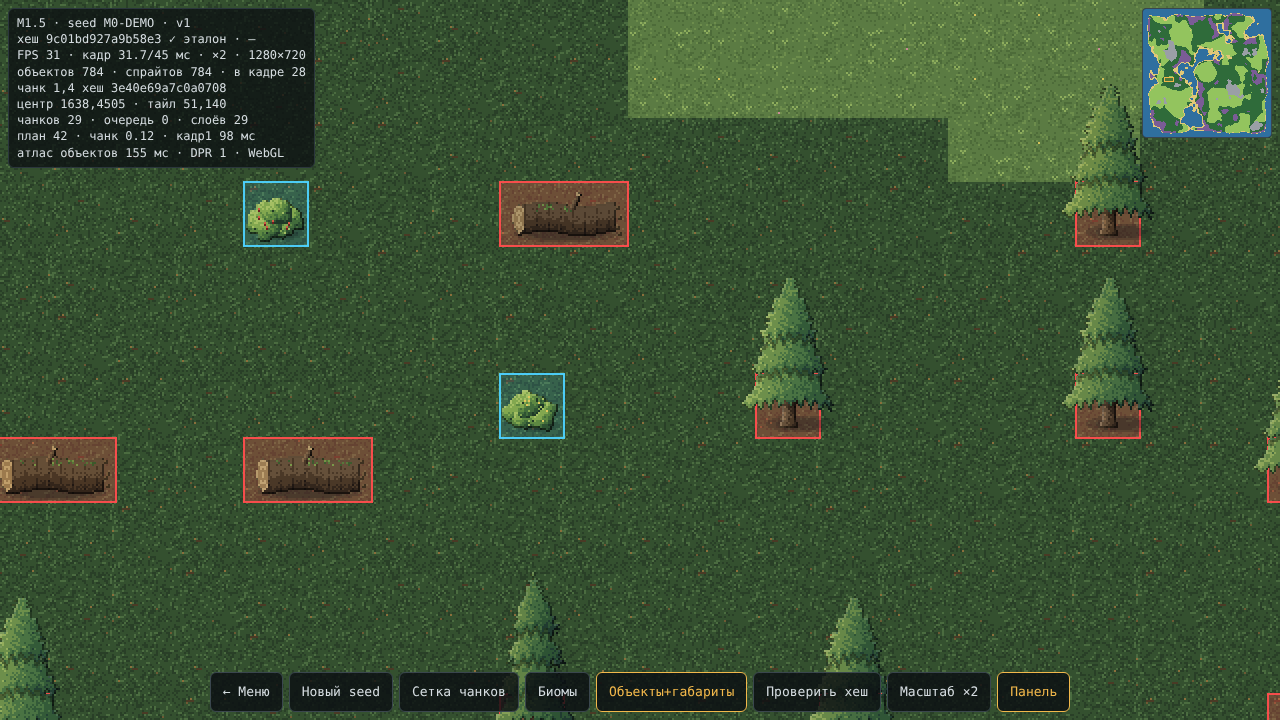 M1.5 · seed M0-DEMO · v1
хеш 9c01bd927a9b58e3 ✓ эталон · —
FPS 31 · кадр 31.7/45 мс · ×2 · 1280×720
объектов 784 · спрайтов 784 · в кадре 28
чанк 1,4 хеш 3e40e69a7c0a0708
центр 1638,4505 · тайл 51,140
чанков 29 · очередь 0 · слоёв 29
план 42 · чанк 0.12 · кадр1 98 мс
атлас объектов 155 мс · DPR 1 · WebGL
← Меню
Новый seed
Сетка чанков
Биомы
Объекты+габариты
Проверить хеш
Масштаб ×2
Панель